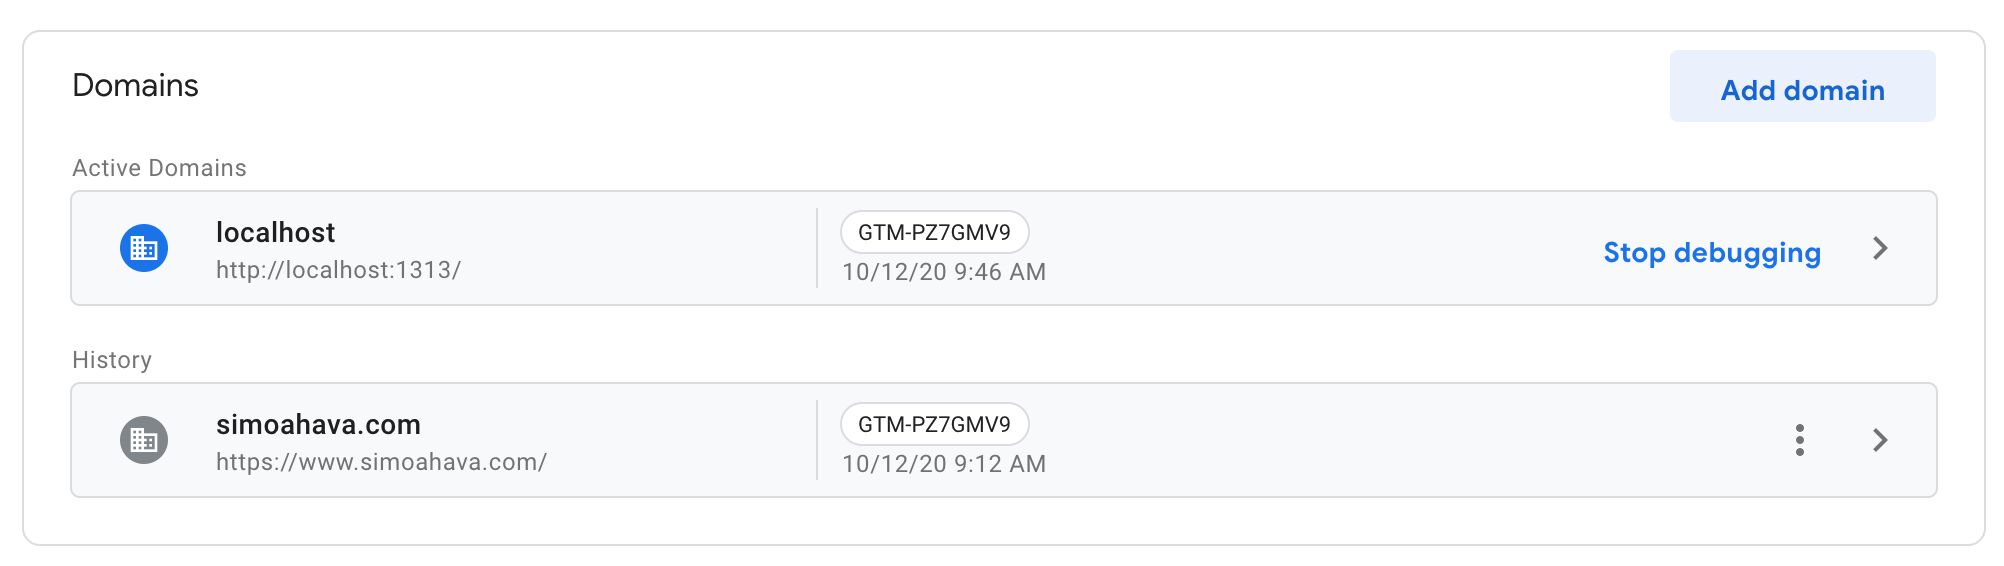 Domains
Add domain
Active Domains
localhost
http://localhost:1313/
GTM-PZ7GMV9
10/12/20 9:46 AM
Stop debugging
History
simoahava.com
https://www.simoahava.com/
GTM-PZ7GMV9
10/12/20 9:12 AM